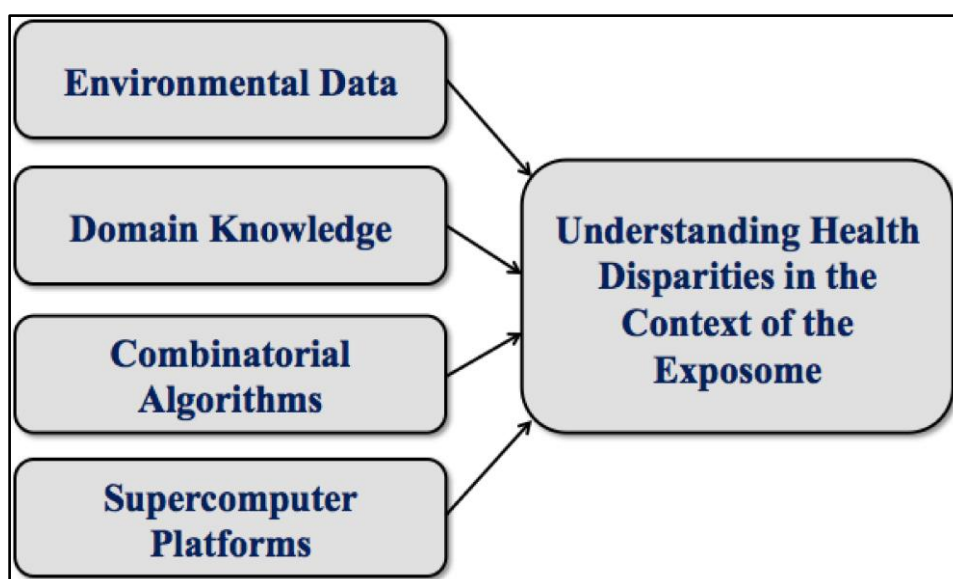 Environmental Data
Domain Knowledge
Combinatorial
Algorithms
Supercomputer
Platforms
Understanding Health
Disparities in the
Context of the
Exposome